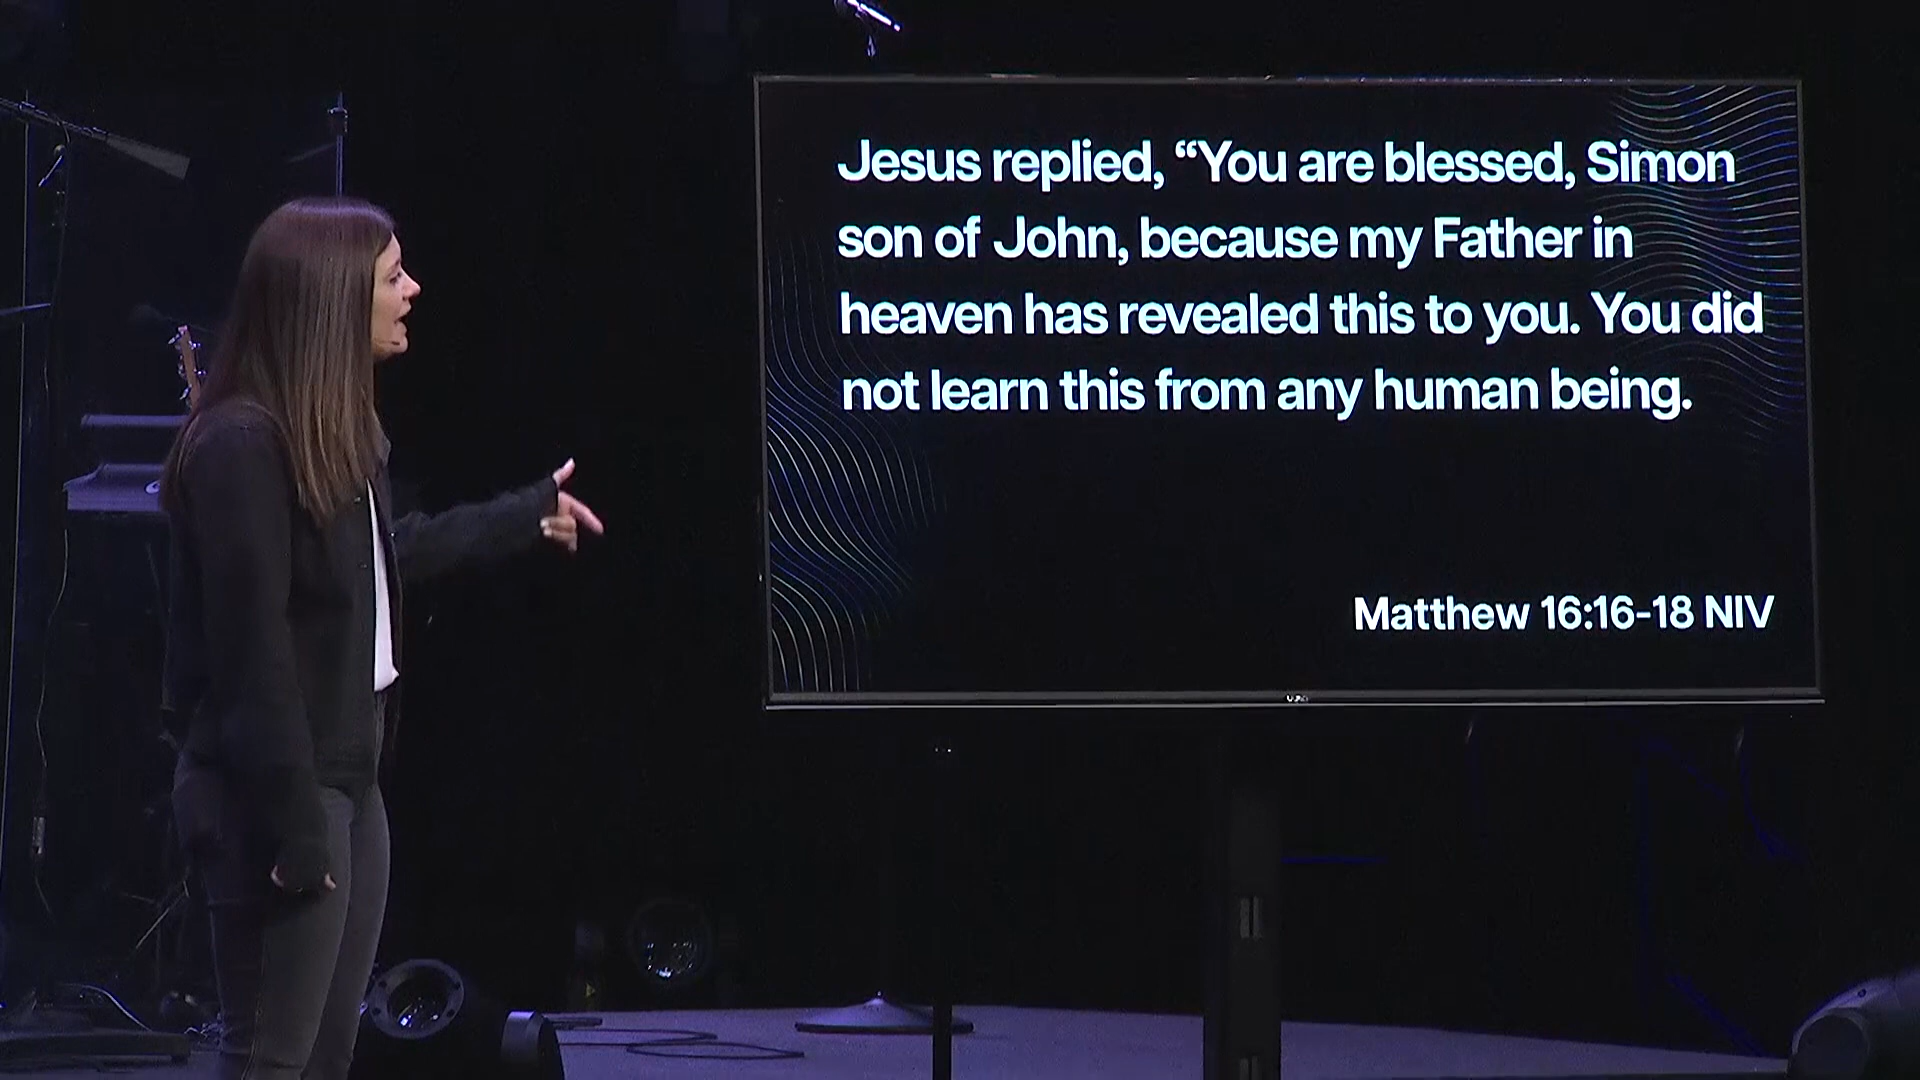 Jesus replied, “You are blessed, Simon
son of John, because my Father in
heaven has revealed this to you. You did
not learn this from any human being.
Matthew 16:16-18 NIV